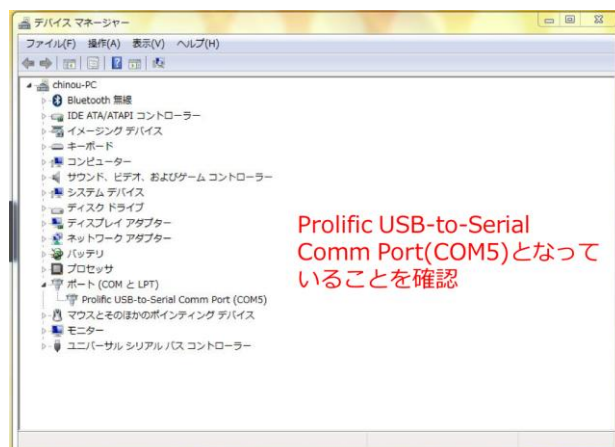 デバイス マネージャー
ファイル(F) 操作(A) 表示(V) ヘルプ(H)
chinou-PC
Bluetooth 無線
IDE ATA/ATAPI コントローラー
イメージング デバイス
キーボード
コンピューター
サウンド、ビデオ、およびゲーム コントローラー
システム デバイス
ディスク ドライブ
ディスプレイ アダプター
ネットワーク アダプター
バッテリ
プロセッサ
ポート (COM と LPT)
Prolific USB-to-Serial Comm Port (COM5)
マウスとそのほかのポインティング デバイス
モニター
ユニバーサル シリアル バス コントローラー
Prolific USB-to-Serial
Comm Port(COM5)となって
いることを確認